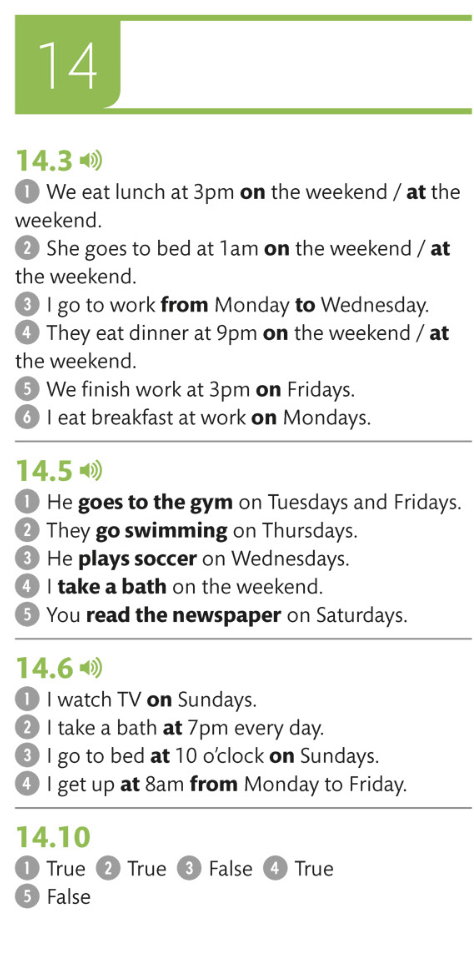 14
14.3
1 We eat lunch at 3pm on the weekend / at the
weekend.
2 She goes to bed at 1am on the weekend / at
the weekend.
3 I go to work from Monday to Wednesday.
4 They eat dinner at 9pm on the weekend / at
the weekend.
5 We finish work at 3pm on Fridays.
6 I eat breakfast at work on Mondays.
14.5
1 He goes to the gym on Tuesdays and Fridays.
2 They go swimming on Thursdays.
3 He plays soccer on Wednesdays.
4 I take a bath on the weekend.
5 You read the newspaper on Saturdays.
14.6
1 I watch TV on Sundays.
2 I take a bath at 7pm every day.
3 I go to bed at 10 o’clock on Sundays.
4 I get up at 8am from Monday to Friday.
14.10
1 True 2 True 3 False 4 True
5 False